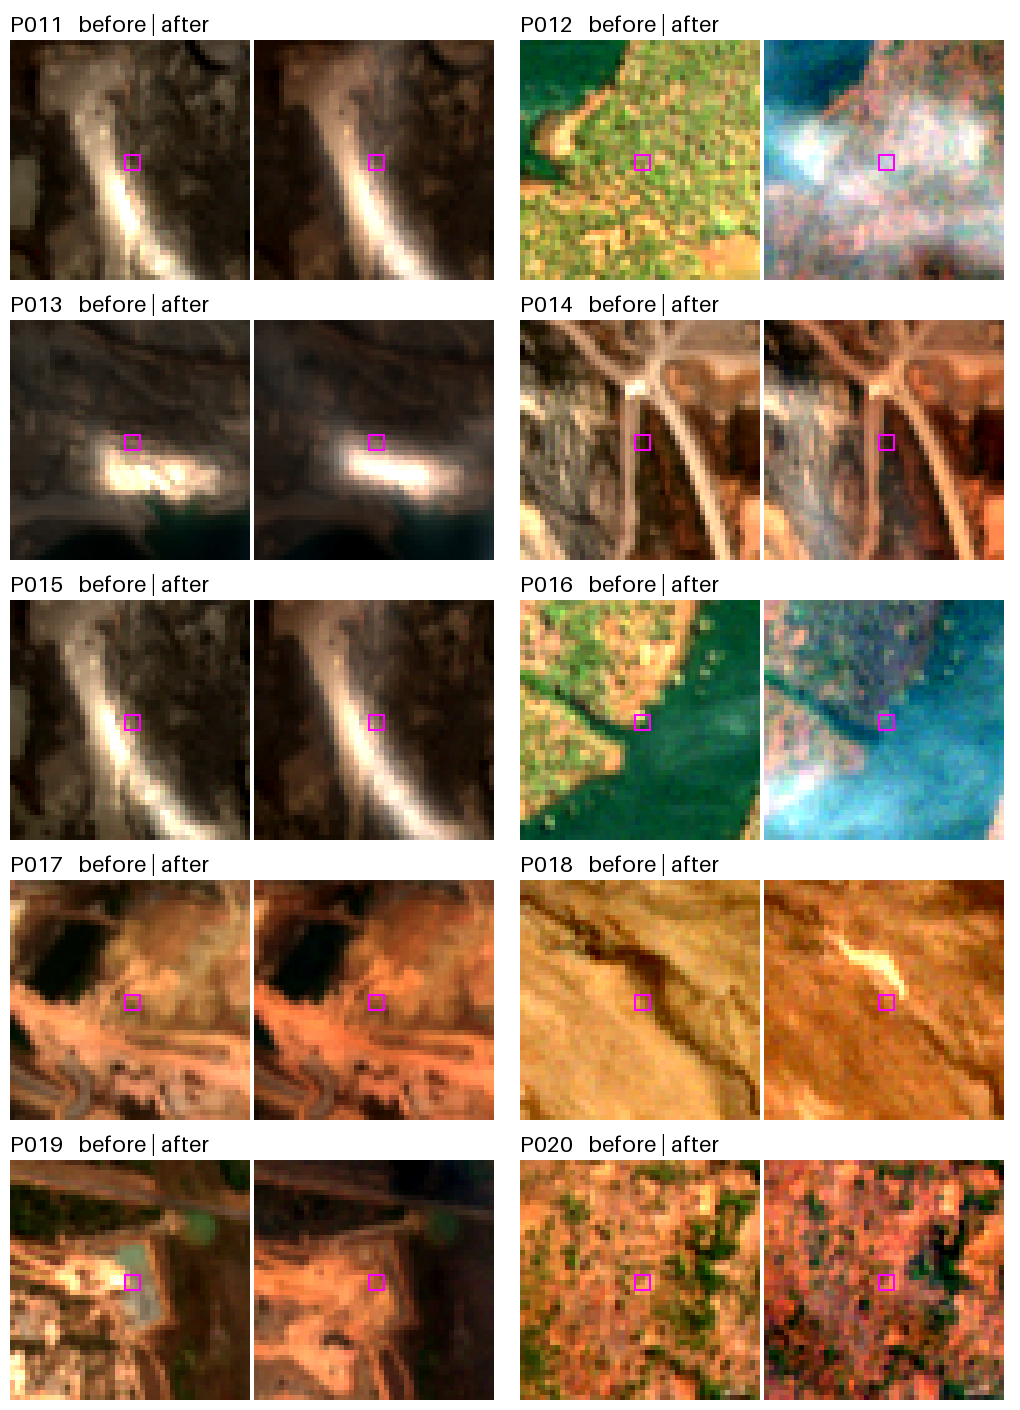 P011 before | after
P012 before | after
P013 before | after
P014 before | after
P015 before | after
P016 before | after
P017 before | after
P018 before | after
P019 before | after
P020 before | after